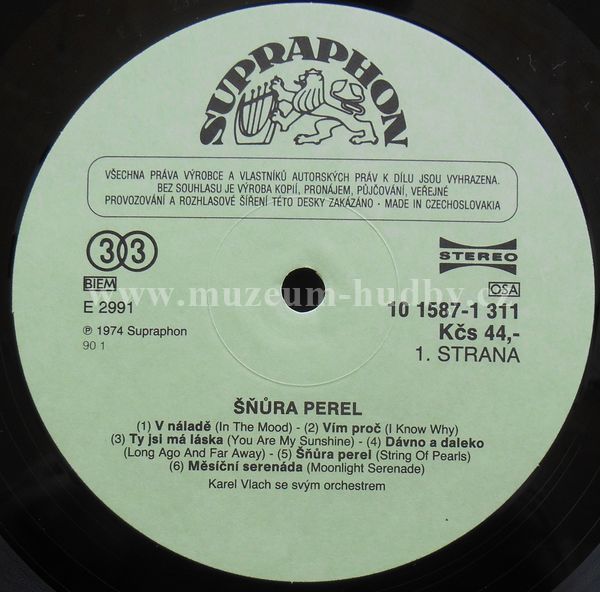 SUPRAPHON
VŠECHNA PRÁVA VÝROBCE A VLASTNÍKŮ AUTORSKÝCH PRÁV K DÍLU JSOU VYHRAZENA.
BEZ SOUHLASU JE VÝROBA KOPIÍ, PRONÁJEM, PŮJČOVÁNÍ, VEŘEJNÉ
PROVOZOVÁNÍ A ROZHLASOVÉ ŠÍŘENÍ TÉTO DESKY ZAKÁZÁNO · MADE IN CZECHOSLOVAKIA
33
STEREO
BIEM
OSA
www.muzeum-hudby.cz
E 2991
10 1587-1 311
Kčs 44,-
℗ 1974 Supraphon
90 1
1. STRANA
ŠŇŮRA PEREL
(1) V náladě (In The Mood) - (2) Vím proč (I Know Why)
(3) Ty jsi má láska (You Are My Sunshine) - (4) Dávno a daleko
(Long Ago And Far Away) - (5) Šňůra perel (String Of Pearls)
(6) Měsíční serenáda (Moonlight Serenade)
Karel Vlach se svým orchestrem